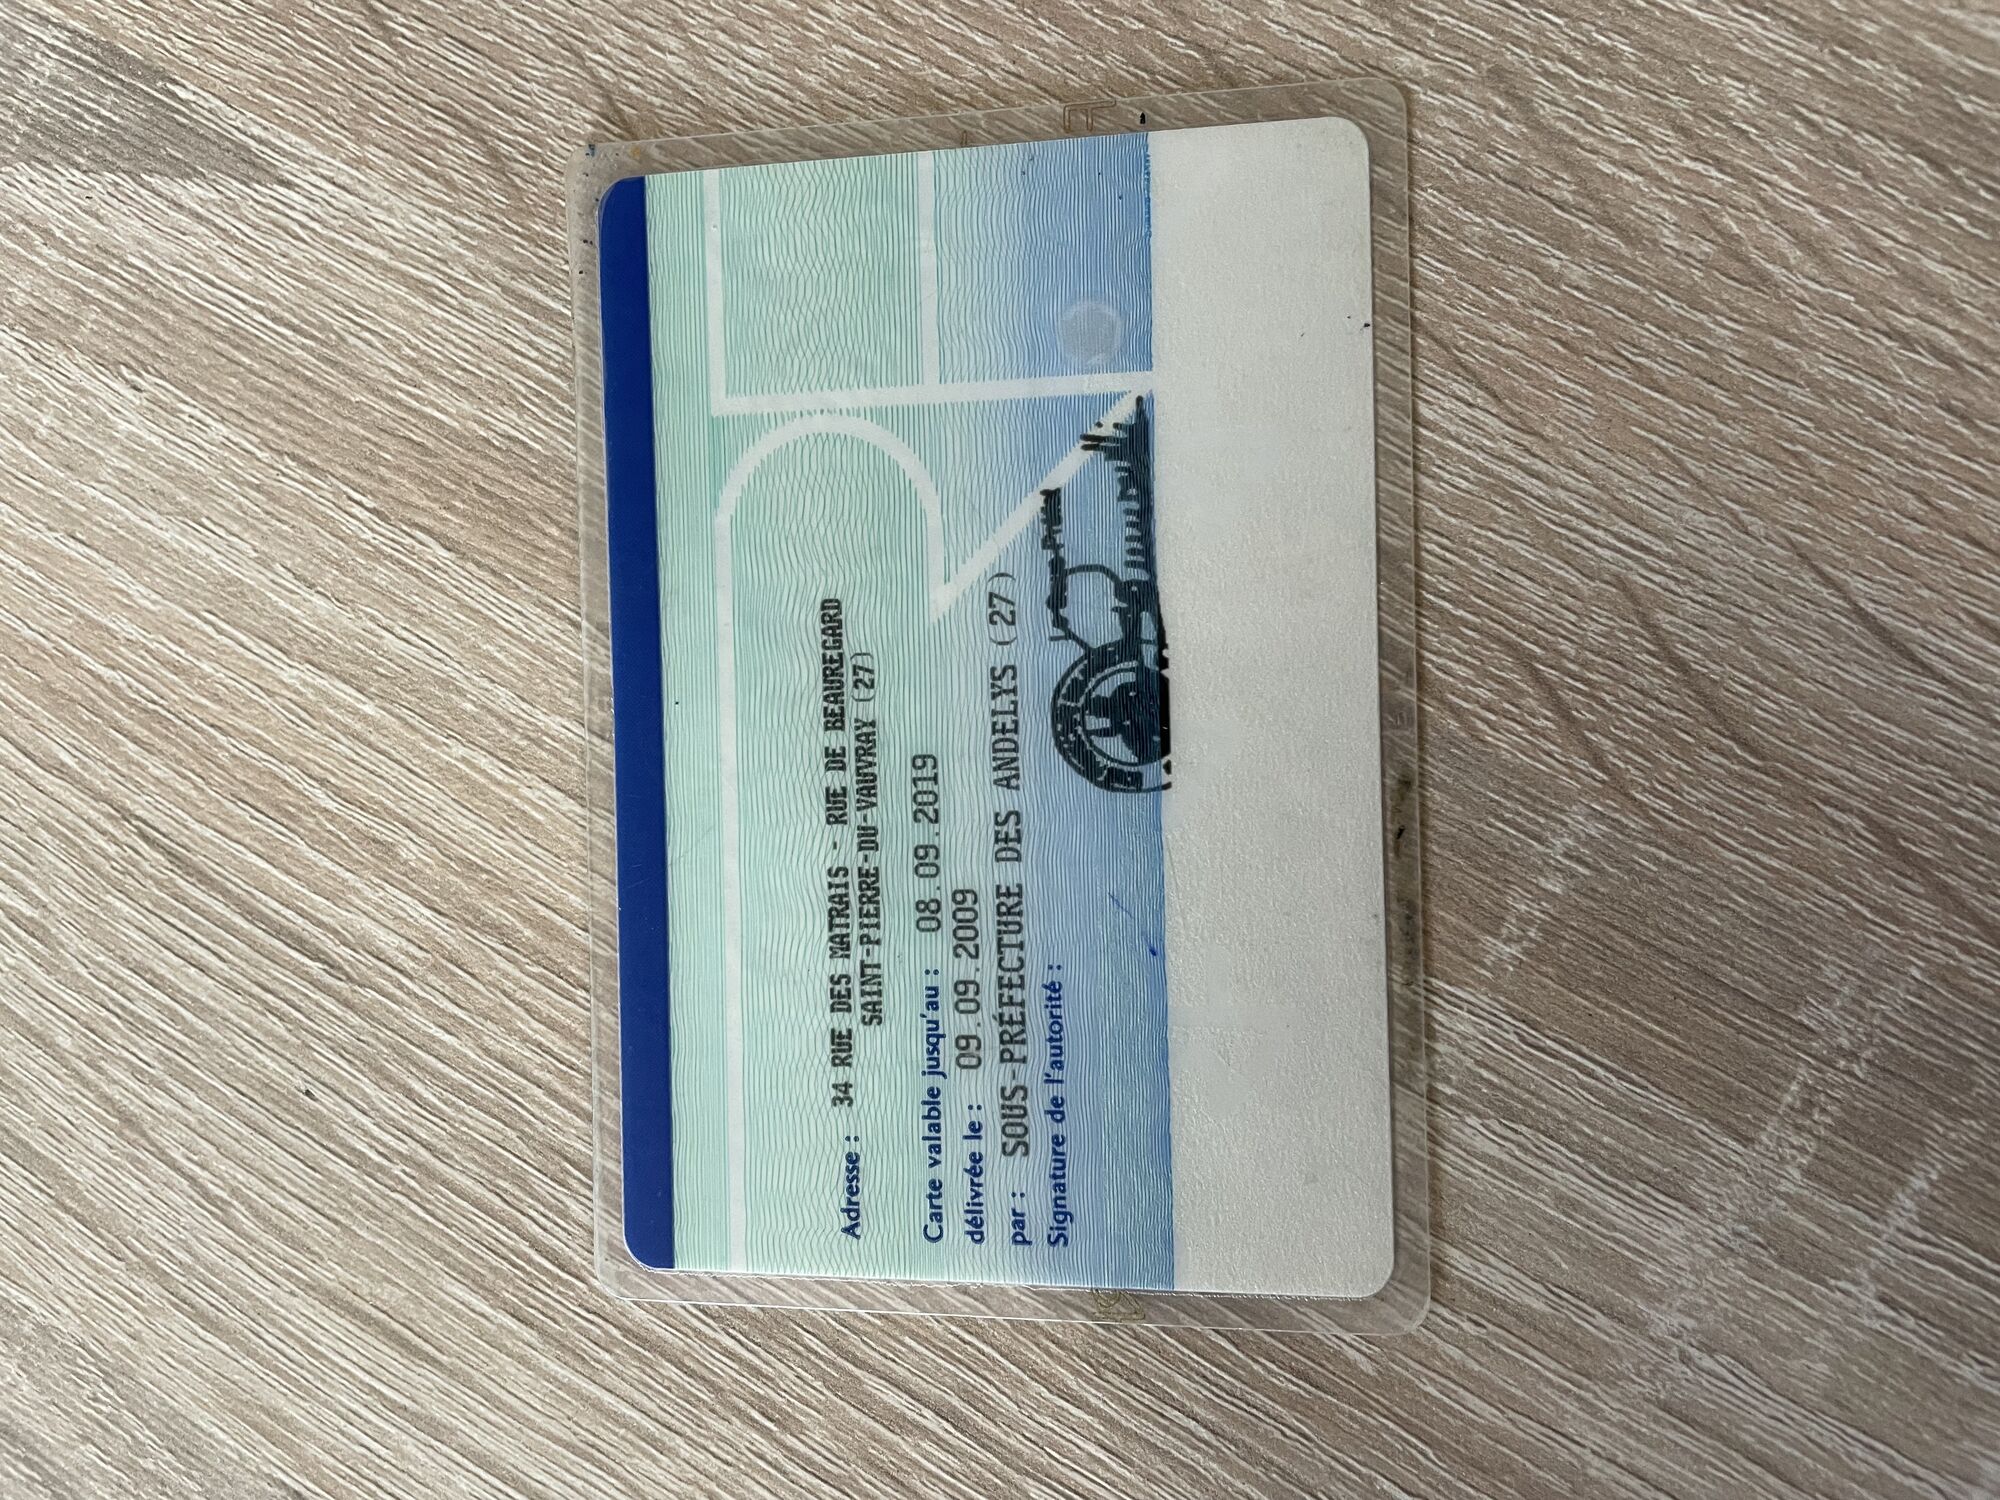 Adresse : 34 RUE DES MATRAIS - RUE DE BEAUREGARD
SAINT-PIERRE-DU-VAUVRAY (27)
Carte valable jusqu'au : 08.09.2019
délivrée le : 09.09.2009
par : SOUS-PRÉFECTURE DES ANDELYS (27)
Signature de l'autorité :